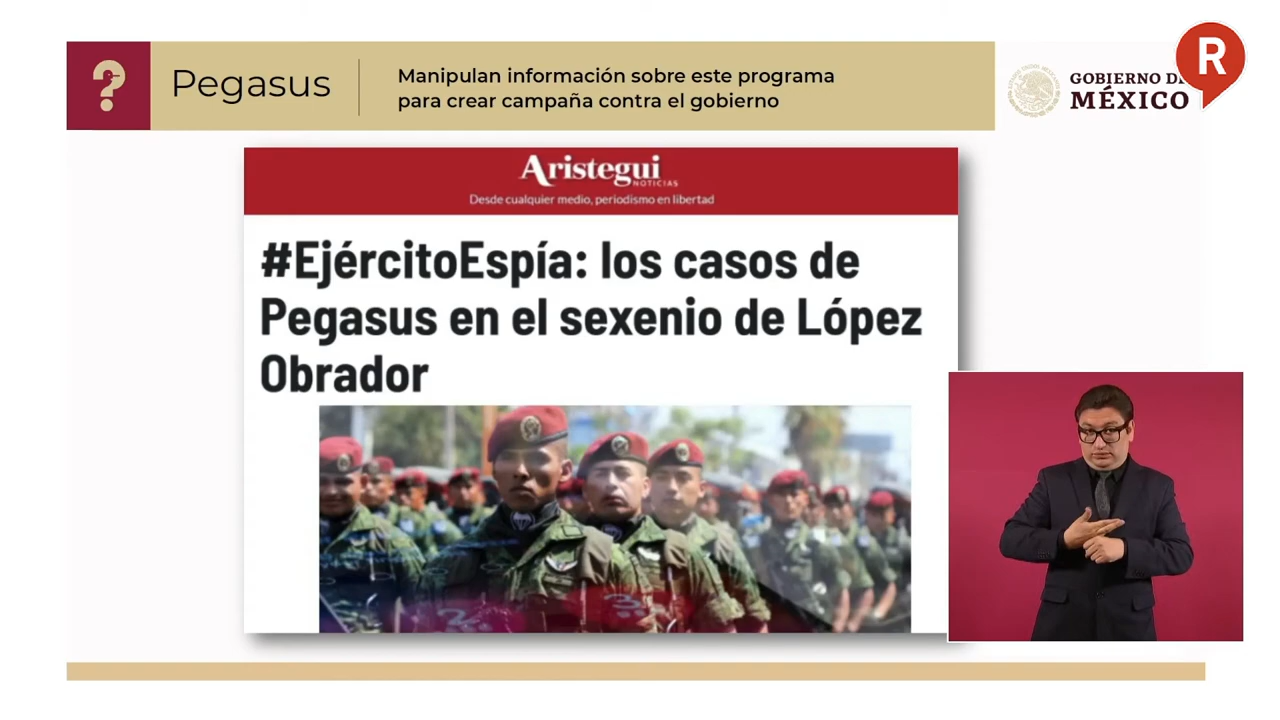 Pegasus
Manipulan información sobre este programa
para crear campaña contra el gobierno
GOBIERNO DE
MÉXICO
R
Aristegui
NOTICIAS
Desde cualquier medio, periodismo en libertad
#EjércitoEspía: los casos de
Pegasus en el sexenio de López
Obrador